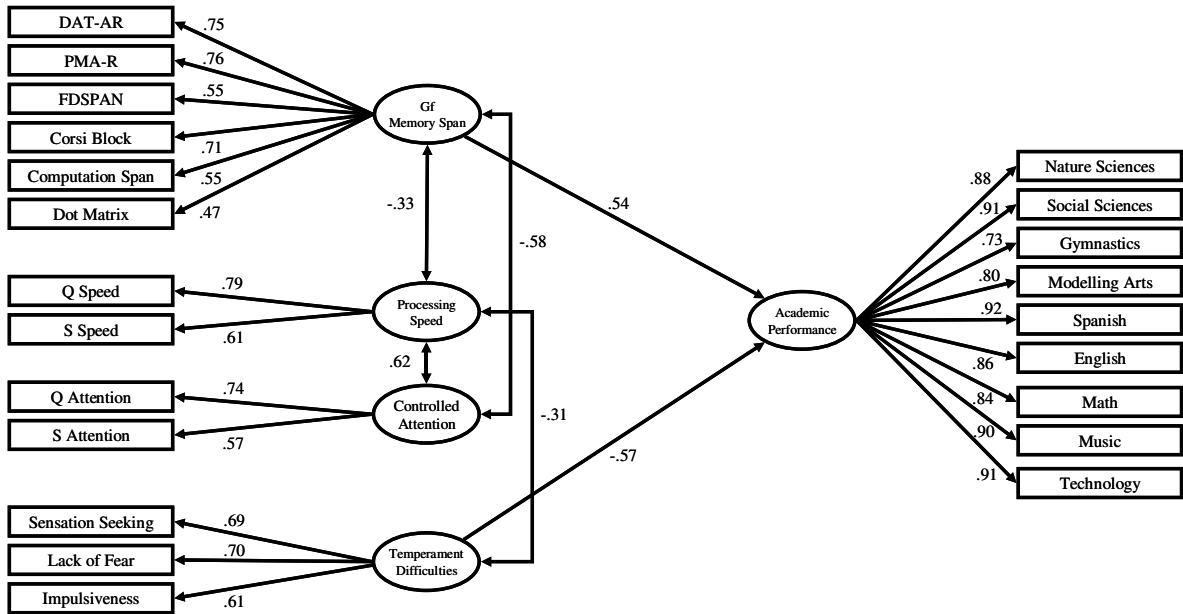 DAT-AR
.75
PMA-R
.76
FDSPAN
.55
Corsi Block
.71
Computation Span
.55
Dot Matrix
.47
Gf
Memory Span
-.33
-.58
.54
Q Speed
.79
S Speed
.61
Processing
Speed
.62
Q Attention
.74
S Attention
.57
Controlled
Attention
-.31
-.57
Sensation Seeking
.69
Lack of Fear
.70
Impulsiveness
.61
Temperament
Difficulties
Academic
Performance
.88
Nature Sciences
.91
Social Sciences
.73
Gymnastics
.80
Modelling Arts
.92
Spanish
.86
English
.84
Math
.90
Music
.91
Technology